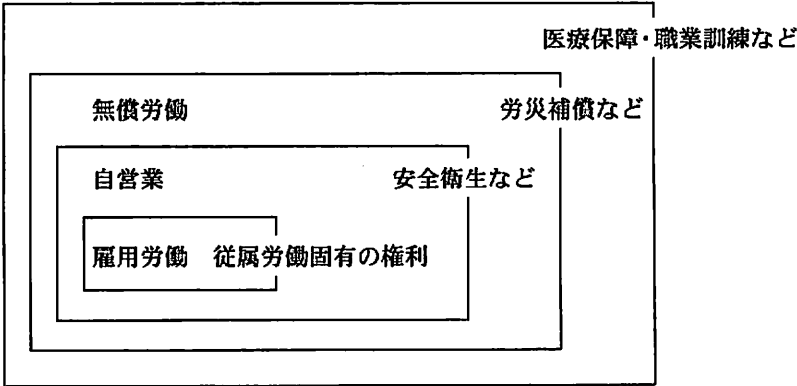 医療保障・職業訓練など
無償労働　労災補償など
自営業　安全衛生など
雇用労働　従属労働固有の権利